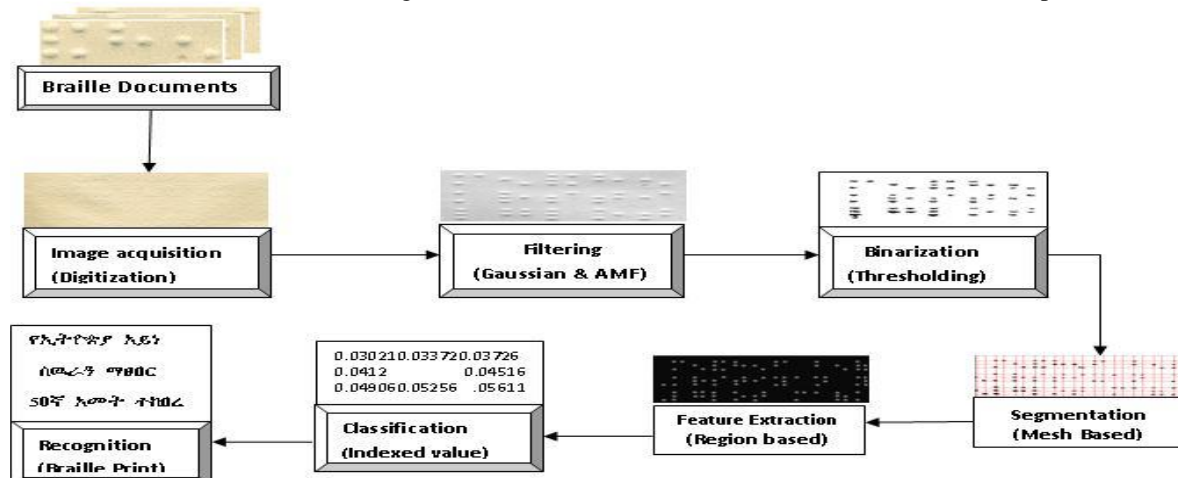 Braille Documents
Image acquisition
(Digitization)
Filtering
(Gaussian & AMF)
Binarization
(Thresholding)
Segmentation
(Mesh Based)
Feature Extraction
(Region based)
0.030210.033720.03726
0.0412 0.04516
0.049060.05256 .05611
Classification
(Indexed value)
የኢትዮጵያ አይነ
ስዉራን ማህበር
50ኛ አመት ተከበረ
Recognition
(Braille Print)